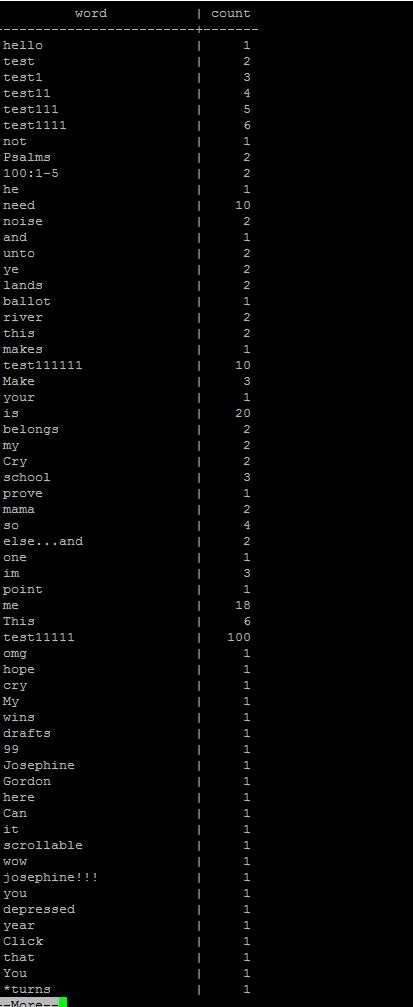 word | count
--------------------------+-------
hello | 1
test | 2
test1 | 3
test11 | 4
test111 | 5
test1111 | 6
not | 1
Psalms | 2
100:1-5 | 2
he | 1
need | 10
noise | 2
and | 1
unto | 2
ye | 2
lands | 2
ballot | 1
river | 2
this | 2
makes | 1
test111111 | 10
Make | 3
your | 1
is | 20
belongs | 2
my | 2
Cry | 2
school | 3
prove | 1
mama | 2
so | 4
else...and | 2
one | 1
im | 3
point | 1
me | 18
This | 6
test11111 | 100
omg | 1
hope | 1
cry | 1
My | 1
wins | 1
drafts | 1
99 | 1
Josephine | 1
Gordon | 1
here | 1
Can | 1
it | 1
scrollable | 1
wow | 1
josephine!!! | 1
you | 1
depressed | 1
year | 1
Click | 1
that | 1
You | 1
*turns | 1
--More--